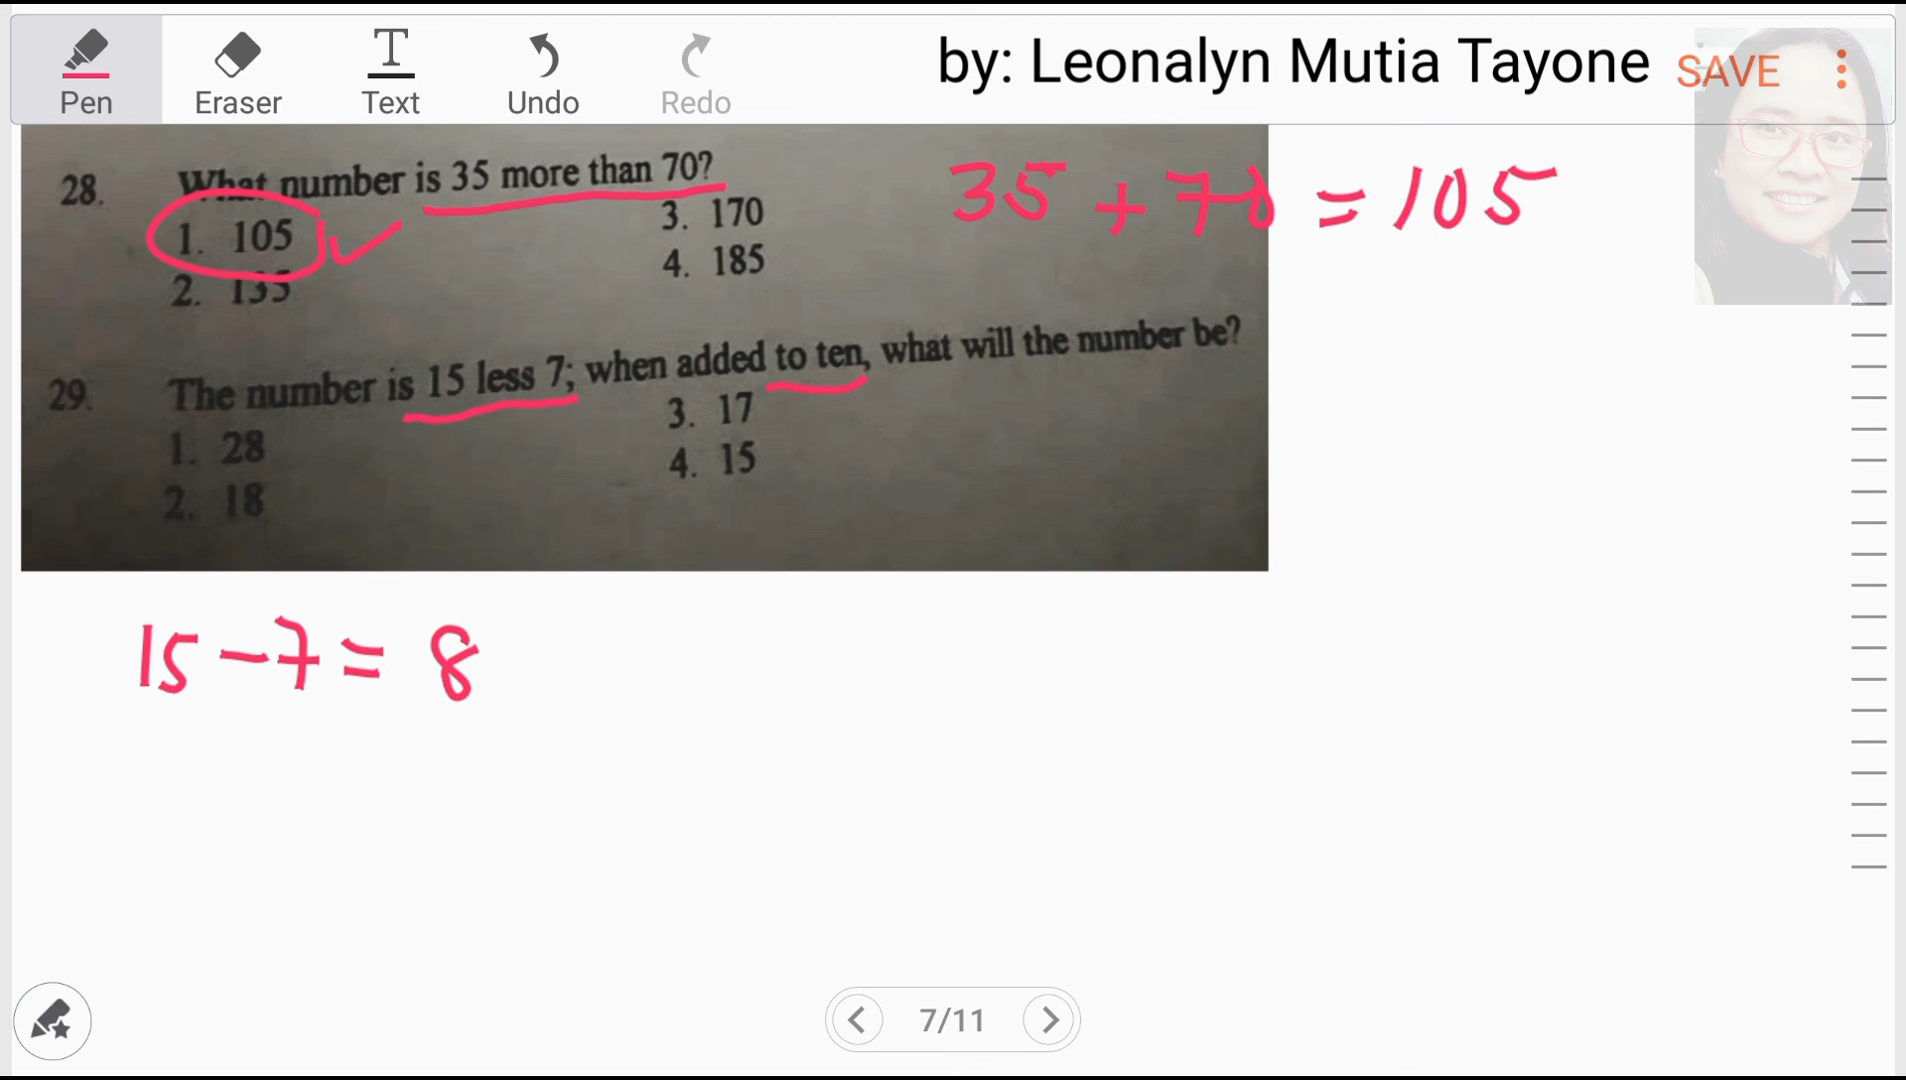 Pen Eraser Text Undo Redo by: Leonalyn Mutia Tayone SAVE
28. What number is 35 more than 70?
1. 105 3. 170
2. 135 4. 185
35 + 70 = 105
29. The number is 15 less 7; when added to ten, what will the number be?
1. 28 3. 17
2. 18 4. 15
15 - 7 = 8
7/11